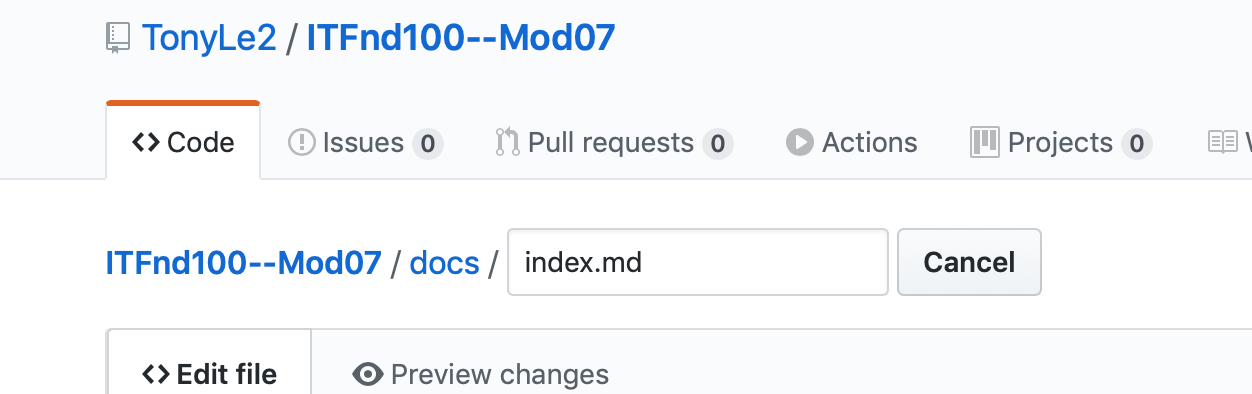 TonyLe2 / ITFnd100--Mod07
Code Issues 0 Pull requests 0 Actions Projects 0
ITFnd100--Mod07 / docs / index.md Cancel
Edit file Preview changes